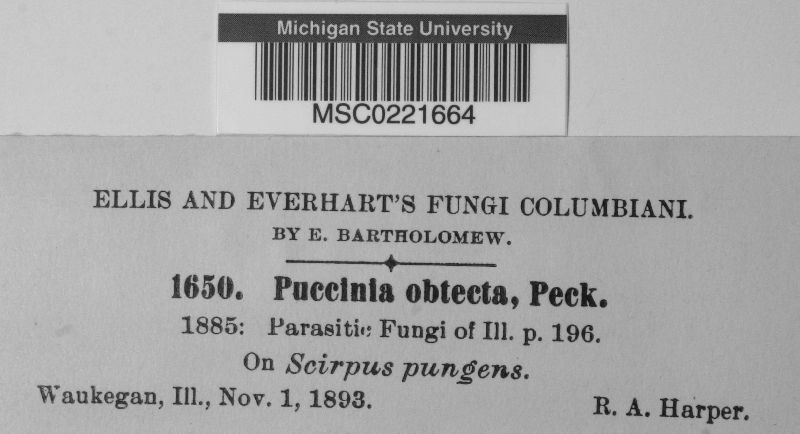 Michigan State University
MSC0221664
ELLIS AND EVERHART'S FUNGI COLUMBIANI.
BY E. BARTHOLOMEW.
1650. Puccinia obtecta, Peck.
1885: Parasitic Fungi of Ill. p. 196.
On Scirpus pungens.
Waukegan, Ill., Nov. 1, 1893. R. A. Harper.